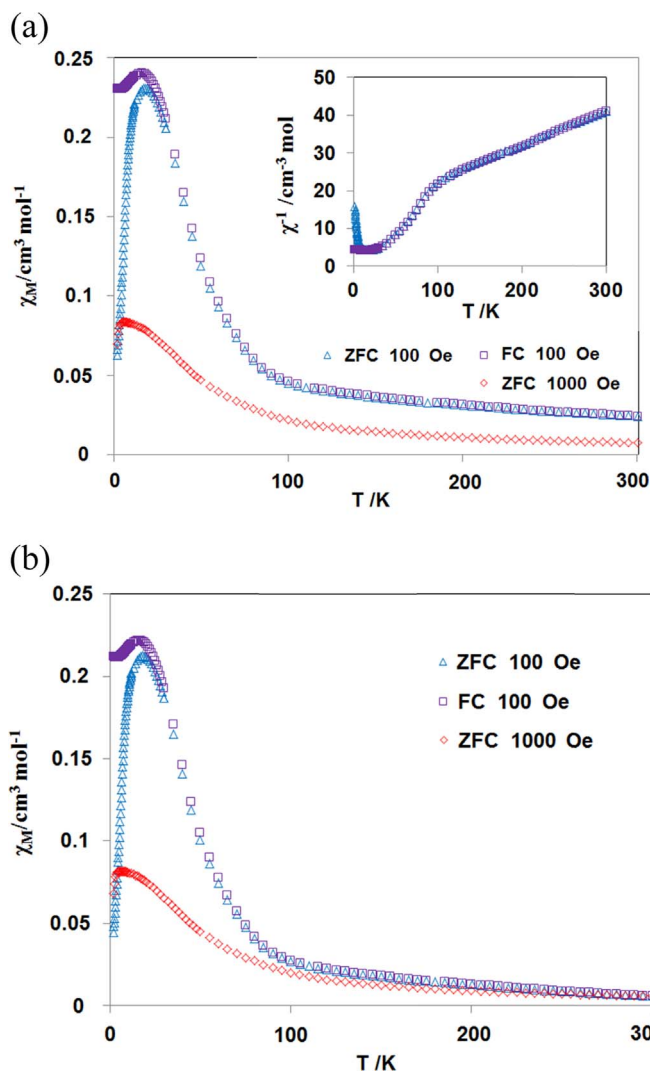 (a)
0.25
0.2
0.15
0.1
0.05
0
χM/cm³ mol⁻¹
0
100
200
300
T /K
50
40
30
20
10
0
χ⁻¹ /cm⁻³ mol
0
100
200
300
T /K
ZFC 100 Oe
FC 100 Oe
ZFC 1000 Oe
(b)
0.25
0.2
0.15
0.1
0.05
0
χM/cm³ mol⁻¹
ZFC 100 Oe
FC 100 Oe
ZFC 1000 Oe
0
100
200
300
T /K